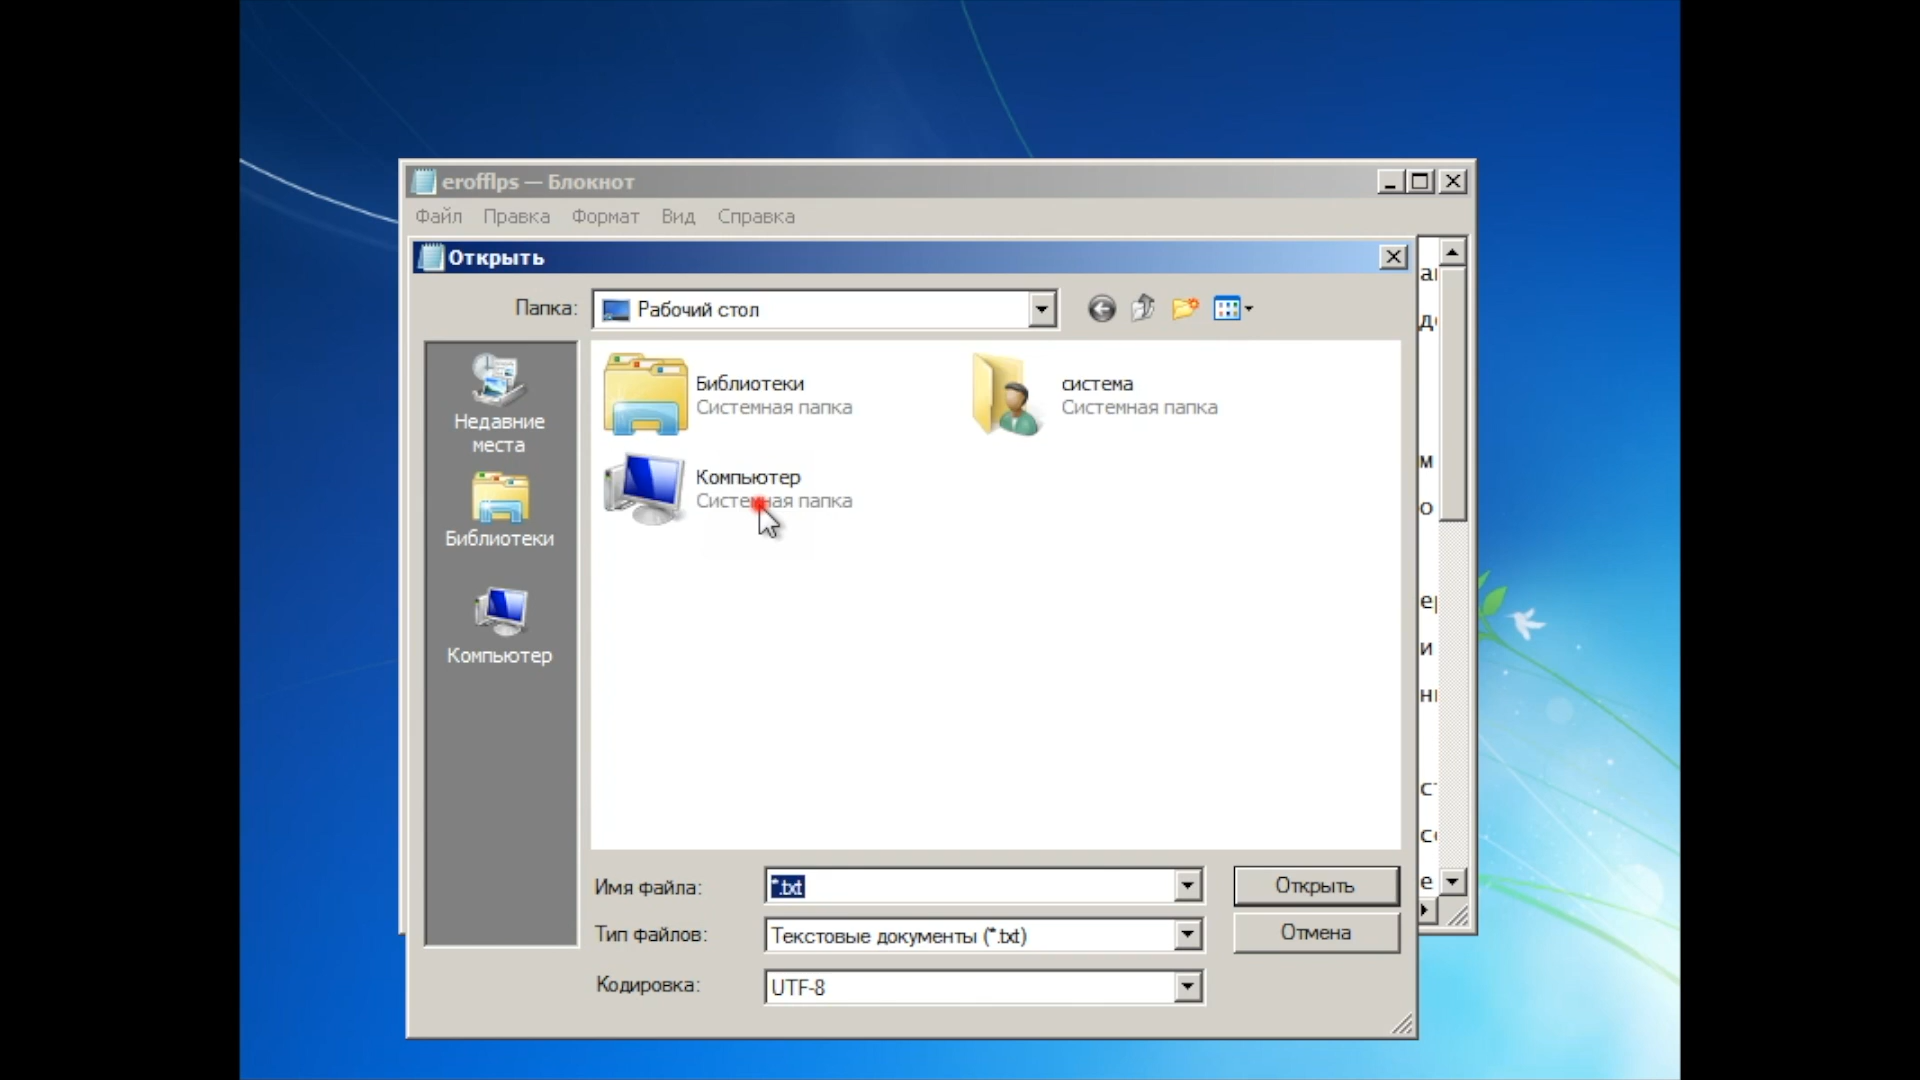 erofflps — Блокнот
Файл Правка Формат Вид Справка
Открыть
Папка: Рабочий стол
Недавние
места
Библиотеки
Компьютер
Библиотеки
Системная папка
система
Системная папка
Компьютер
Системная папка
Имя файла: *.txt
Тип файлов: Текстовые документы (*.txt)
Кодировка: UTF-8
Открыть
Отмена
м
о
и
е